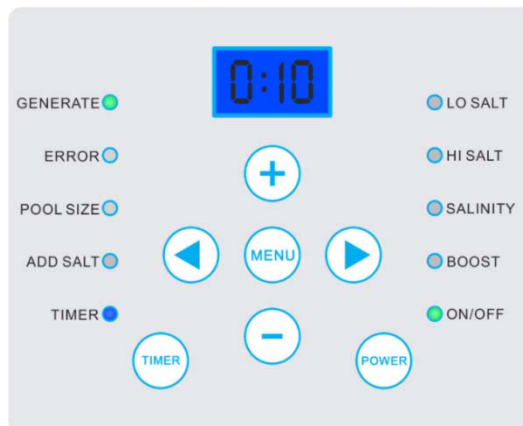 0:10
GENERATE
LO SALT
ERROR
HI SALT
POOL SIZE
SALINITY
ADD SALT
MENU
BOOST
TIMER
ON/OFF
TIMER
POWER